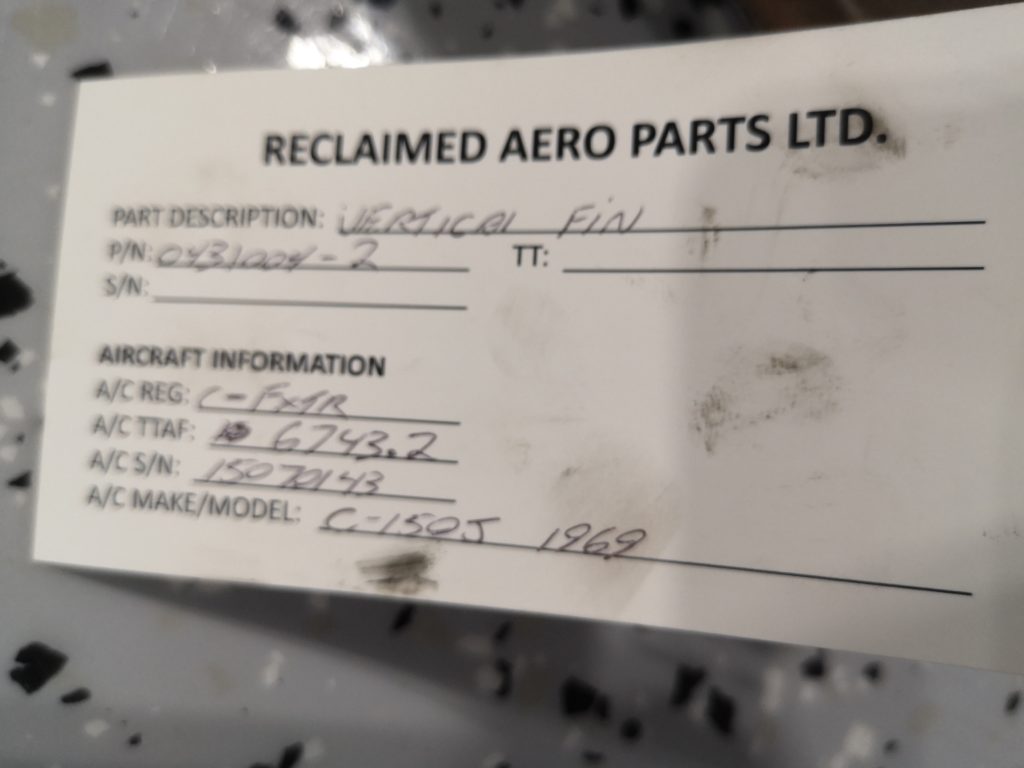 RECLAIMED AERO PARTS LTD.
PART DESCRIPTION: VERTICAL FIN
P/N: 0431004-2 TT:
S/N:
AIRCRAFT INFORMATION
A/C REG: C-FXTR
A/C TTAF: 6743.2
A/C S/N: 15070143
A/C MAKE/MODEL: C-150J 1969